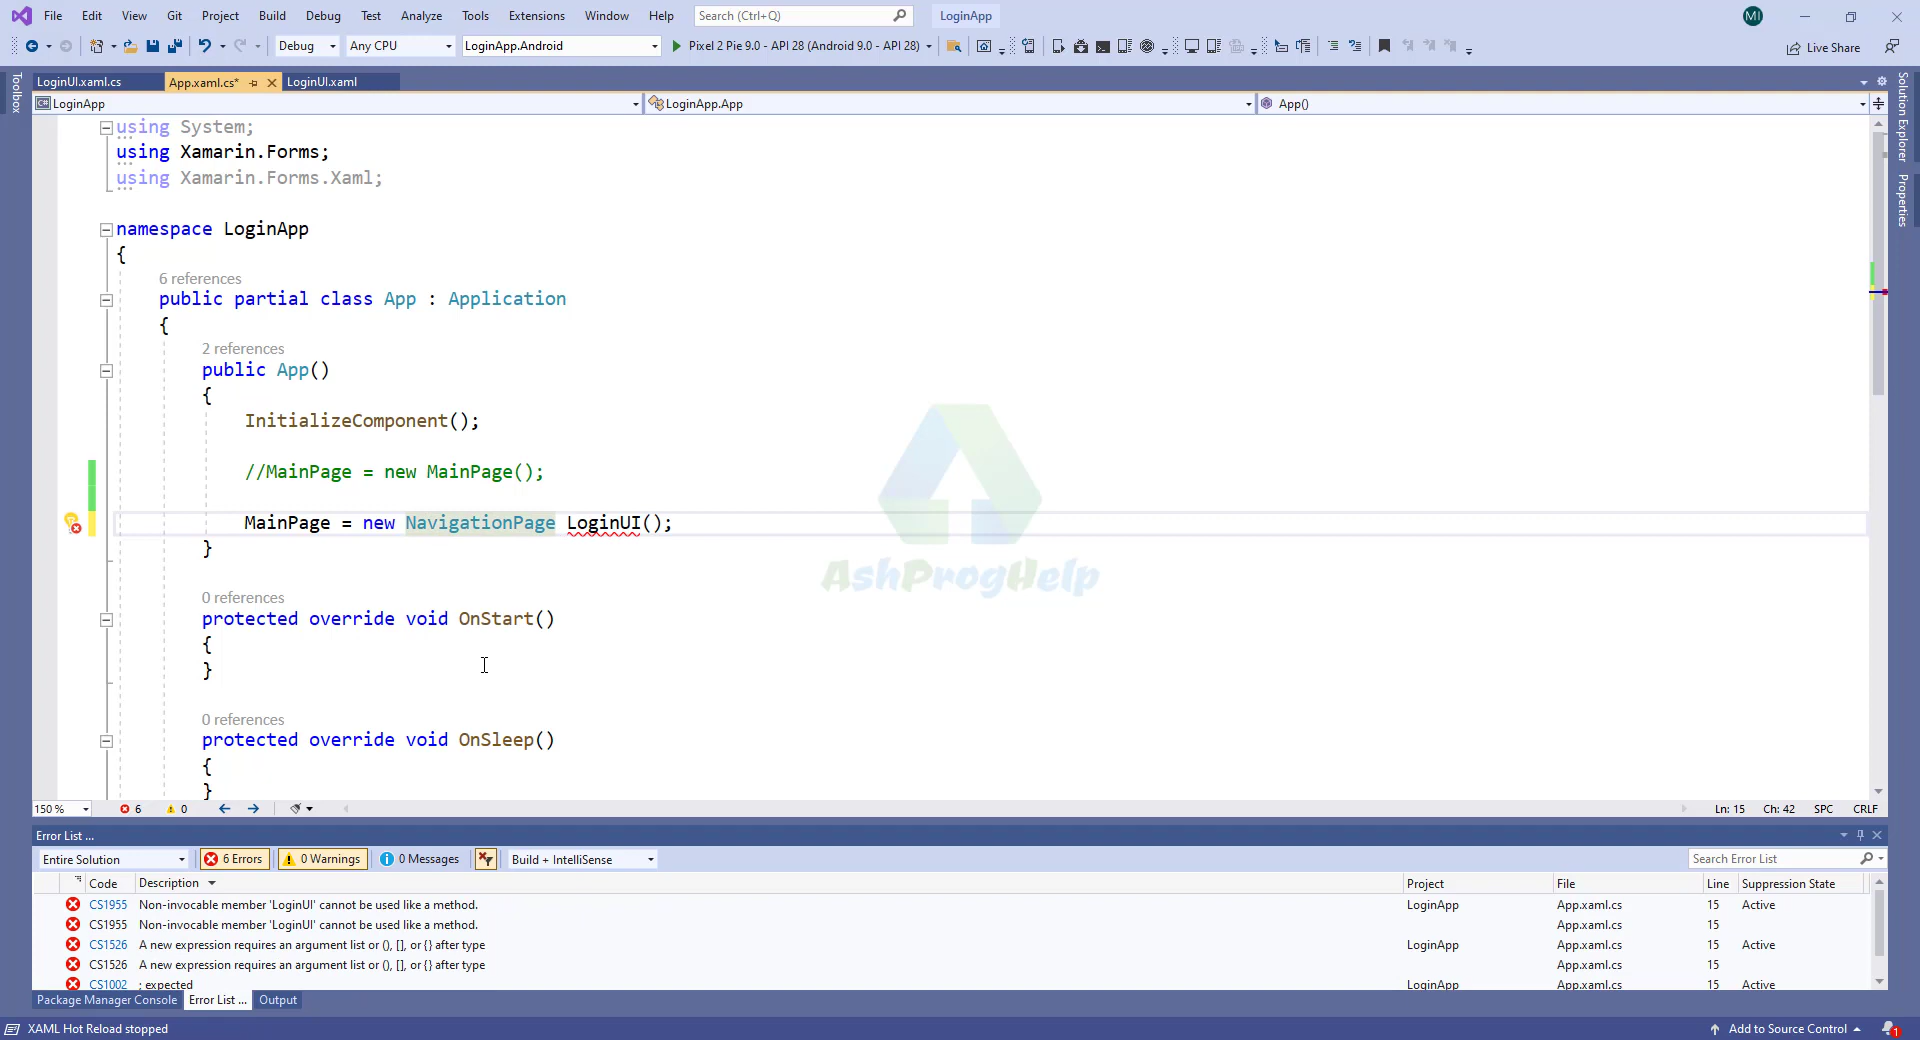 File Edit View Git Project Build Debug Test Analyze Tools Extensions Window Help Search (Ctrl+Q) LoginApp MI
Debug Any CPU LoginApp.Android Pixel 2 Pie 9.0 - API 28 (Android 9.0 - API 28) Live Share
Toolbox
LoginUI.xaml.cs App.xaml.cs* LoginUI.xaml
Solution Explorer
Properties
C# LoginApp LoginApp.App App()
using System;
using Xamarin.Forms;
using Xamarin.Forms.Xaml;
namespace LoginApp
{
6 references
public partial class App : Application
{
2 references
public App()
{
InitializeComponent();
//MainPage = new MainPage();
MainPage = new NavigationPage LoginUI();
}
AshProgHelp
0 references
protected override void OnStart()
{
}
0 references
protected override void OnSleep()
{
}
150 % 6 0 Ln: 15 Ch: 42 SPC CRLF
Error List ...
Entire Solution 6 Errors 0 Warnings 0 Messages Build + IntelliSense Search Error List
Code Description Project File Line Suppression State
CS1955 Non-invocable member 'LoginUI' cannot be used like a method. LoginApp App.xaml.cs 15 Active
CS1955 Non-invocable member 'LoginUI' cannot be used like a method. App.xaml.cs 15
CS1526 A new expression requires an argument list or (), [], or {} after type LoginApp App.xaml.cs 15 Active
CS1526 A new expression requires an argument list or (), [], or {} after type App.xaml.cs 15
CS1002 ; expected LoginApp App.xaml.cs 15 Active
Package Manager Console Error List ... Output
XAML Hot Reload stopped Add to Source Control 1